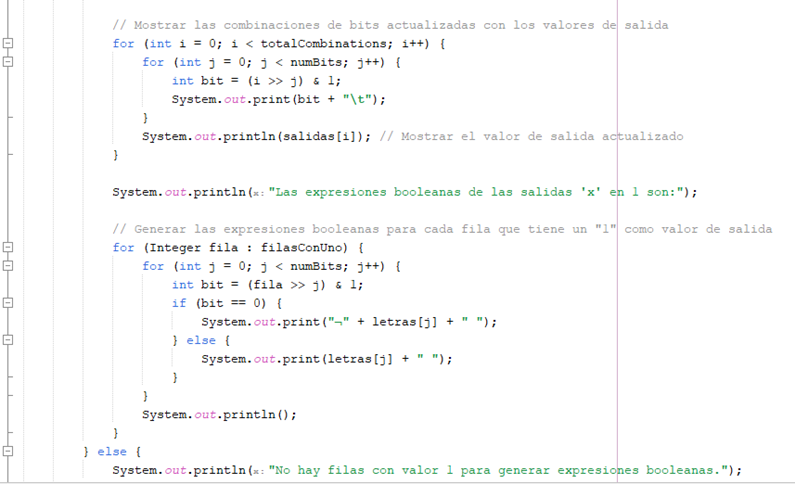 // Mostrar las combinaciones de bits actualizadas con los valores de salida
for (int i = 0; i < totalCombinations; i++) {
for (int j = 0; j < numBits; j++) {
int bit = (i >> j) & 1;
System.out.print(bit + "\t");
}
System.out.println(salidas[i]); // Mostrar el valor de salida actualizado
}
System.out.println(x: "Las expresiones booleanas de las salidas 'x' en 1 son:");
// Generar las expresiones booleanas para cada fila que tiene un "1" como valor de salida
for (Integer fila : filasConUno) {
for (int j = 0; j < numBits; j++) {
int bit = (fila >> j) & 1;
if (bit == 0) {
System.out.print("¬" + letras[j] + " ");
} else {
System.out.print(letras[j] + " ");
}
}
System.out.println();
}
} else {
System.out.println(x: "No hay filas con valor 1 para generar expresiones booleanas.");